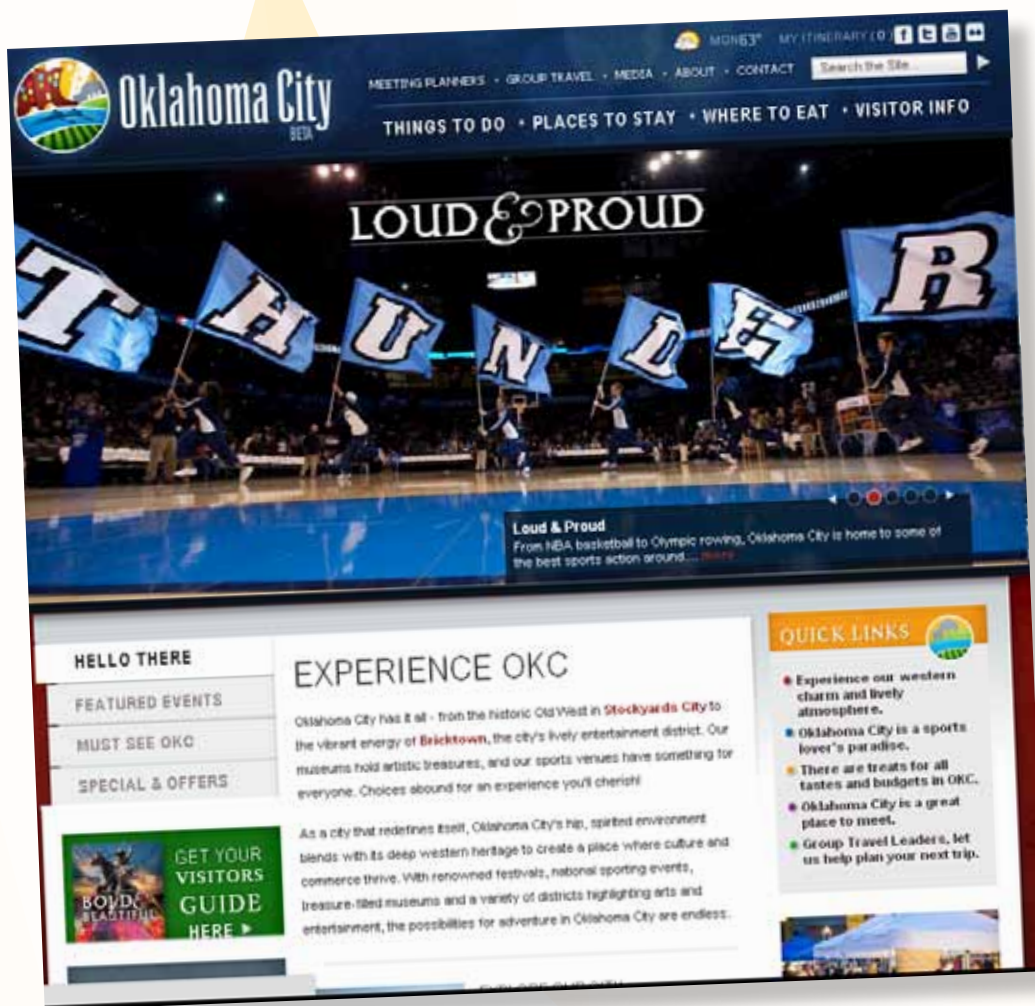 MON 63° MY ITINERARY (0)
Oklahoma City
BETA
MEETING PLANNERS • GROUP TRAVEL • MEDIA • ABOUT • CONTACT
Search the Site...
THINGS TO DO • PLACES TO STAY • WHERE TO EAT • VISITOR INFO
LOUD & PROUD
THUNDER
Loud & Proud
From NBA basketball to Olympic rowing, Oklahoma City is home to some of
the best sports action around.... more
HELLO THERE
FEATURED EVENTS
MUST SEE OKC
SPECIAL & OFFERS
GET YOUR
VISITORS
GUIDE
HERE
BOLD &
BEAUTIFUL
EXPERIENCE OKC
Oklahoma City has it all - from the historic Old West in Stockyards City to
the vibrant energy of Bricktown, the city's lively entertainment district. Our
museums hold artistic treasures, and our sports venues have something for
everyone. Choices abound for an experience you'll cherish!
As a city that redefines itself, Oklahoma City's hip, spirited environment
blends with its deep western heritage to create a place where culture and
commerce thrive. With renowned festivals, national sporting events,
treasure-filled museums and a variety of districts highlighting arts and
entertainment, the possibilities for adventure in Oklahoma City are endless.
QUICK LINKS
Experience our western
charm and lively
atmosphere.
Oklahoma City is a sports
lover's paradise.
There are treats for all
tastes and budgets in OKC.
Oklahoma City is a great
place to meet.
Group Travel Leaders, let
us help plan your next trip.